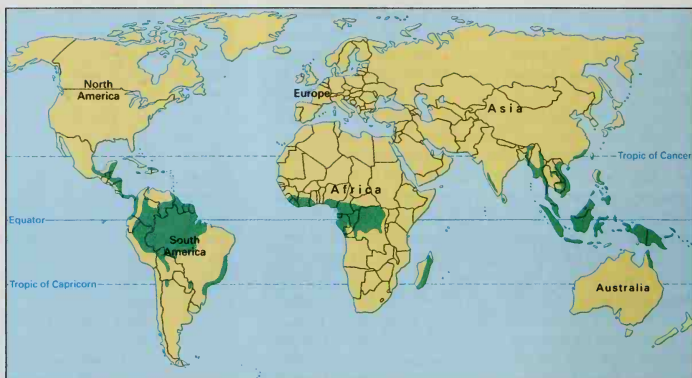 North
America
Europe
Asia
Tropic of Cancer
Africa
Equator
South
America
Tropic of Capricorn
Australia